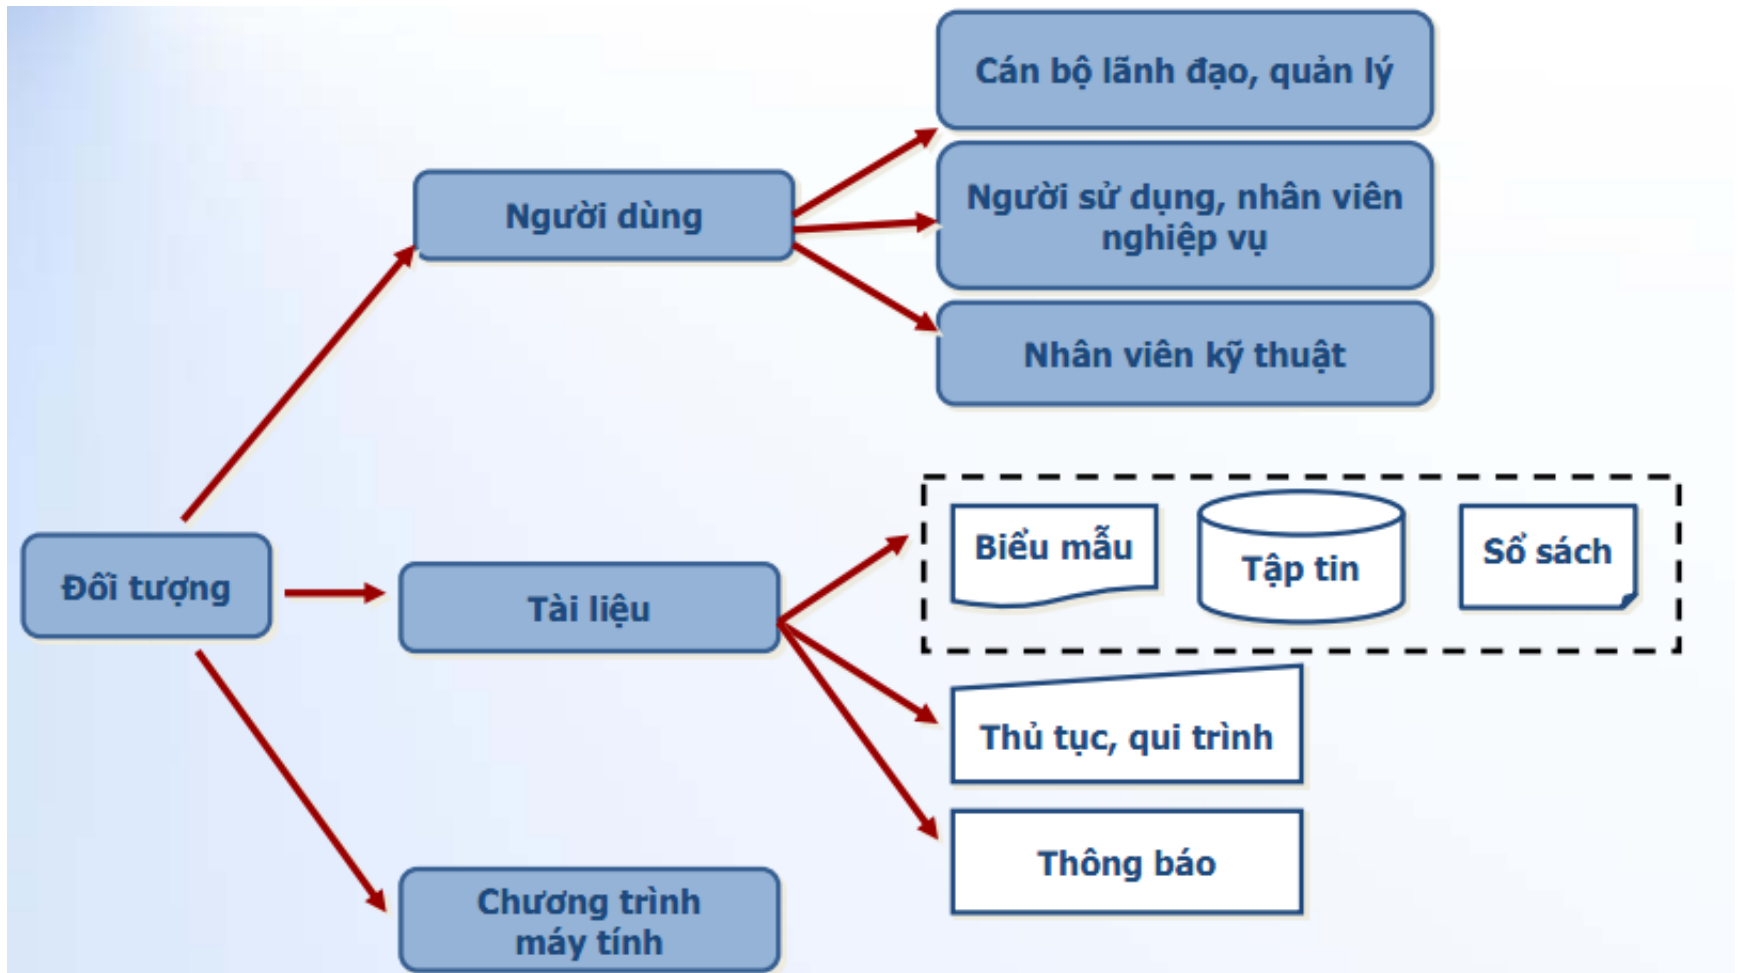 Cán bộ lãnh đạo, quản lý
Người dùng
Người sử dụng, nhân viên
nghiệp vụ
Nhân viên kỹ thuật
Đối tượng
Tài liệu
Biểu mẫu
Tập tin
Sổ sách
Thủ tục, qui trình
Thông báo
Chương trình
máy tính